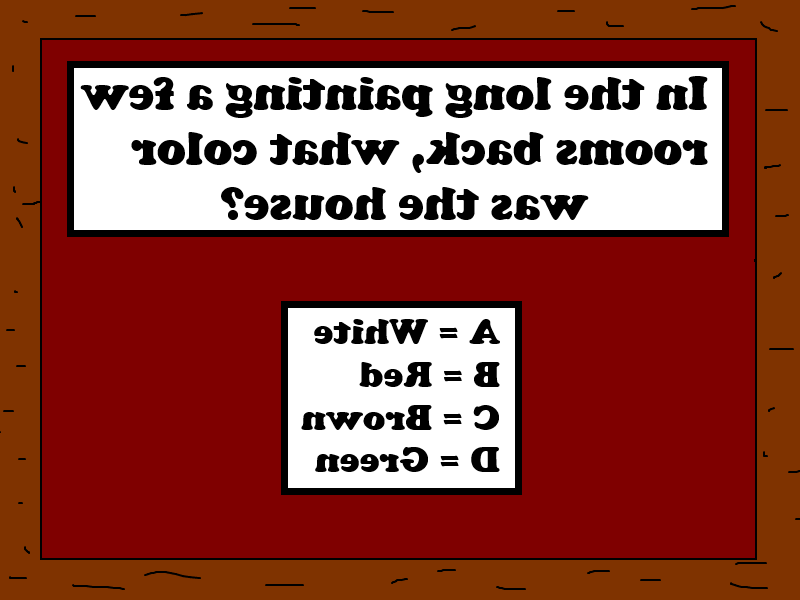 In the long painting a few
rooms back, what color
was the house?
A = White
B = Red
C = Brown
D = Green